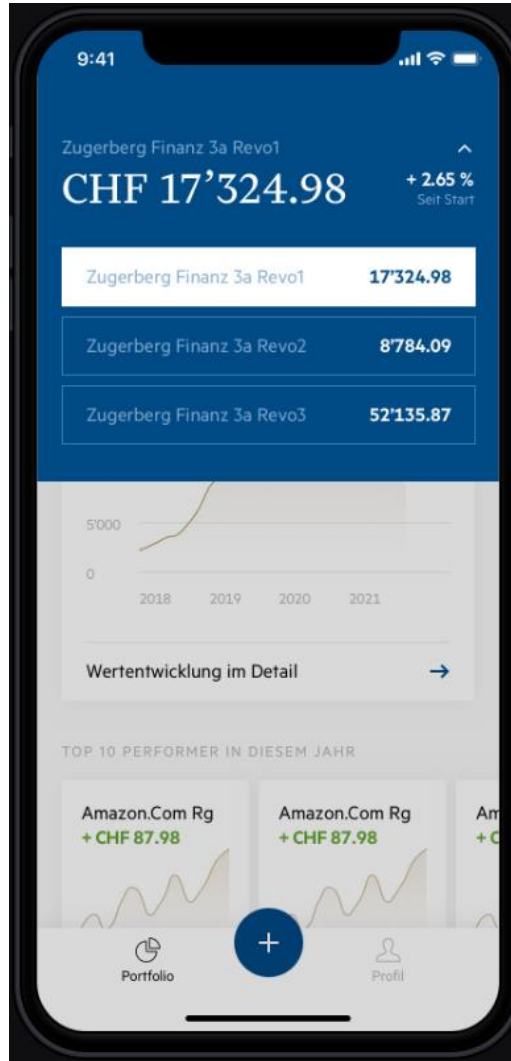 9:41
Zugerberg Finanz 3a Revo1
CHF 17’324.98
+ 2.65 %
Seit Start
Zugerberg Finanz 3a Revo1 17’324.98
Zugerberg Finanz 3a Revo2 8’784.09
Zugerberg Finanz 3a Revo3 52’135.87
5’000
0
2018 2019 2020 2021
Wertentwicklung im Detail
TOP 10 PERFORMER IN DIESEM JAHR
Amazon.Com Rg Amazon.Com Rg Am
+ CHF 87.98 + CHF 87.98 + C
Portfolio Profil